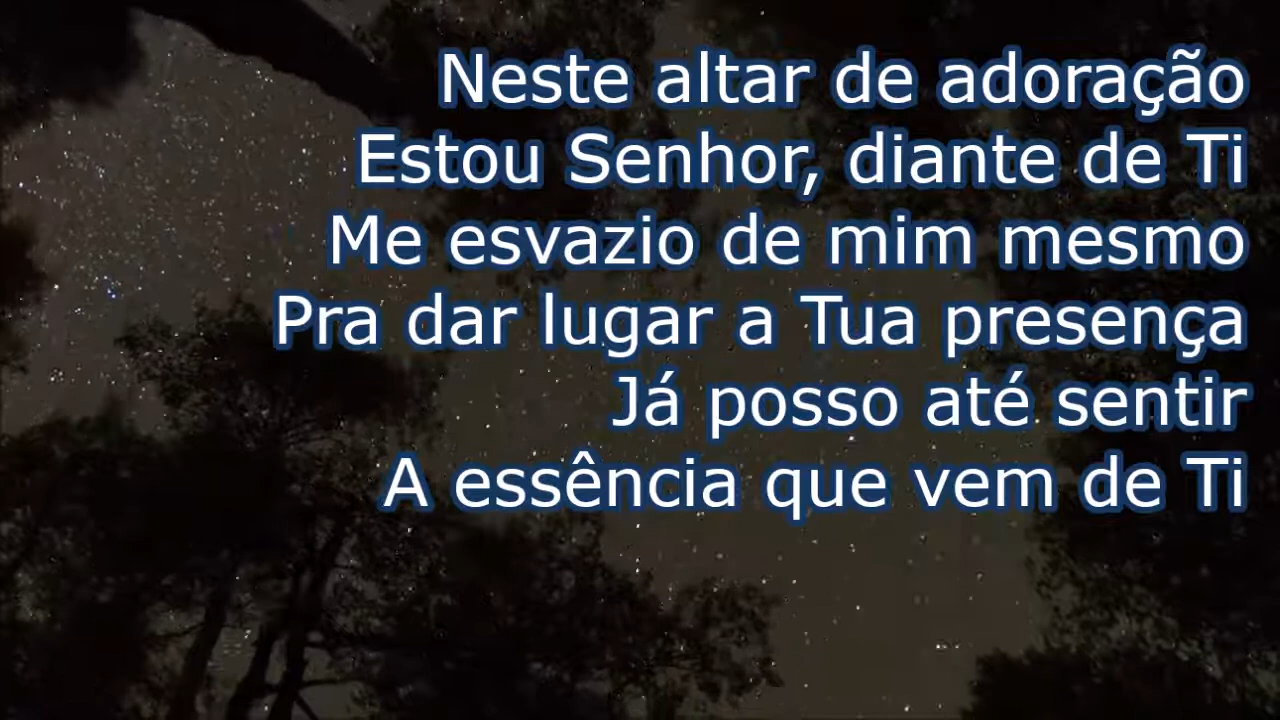 Neste altar de adoração
Estou Senhor, diante de Ti
Me esvazio de mim mesmo
Pra dar lugar a Tua presença
Já posso até sentir
A essência que vem de Ti